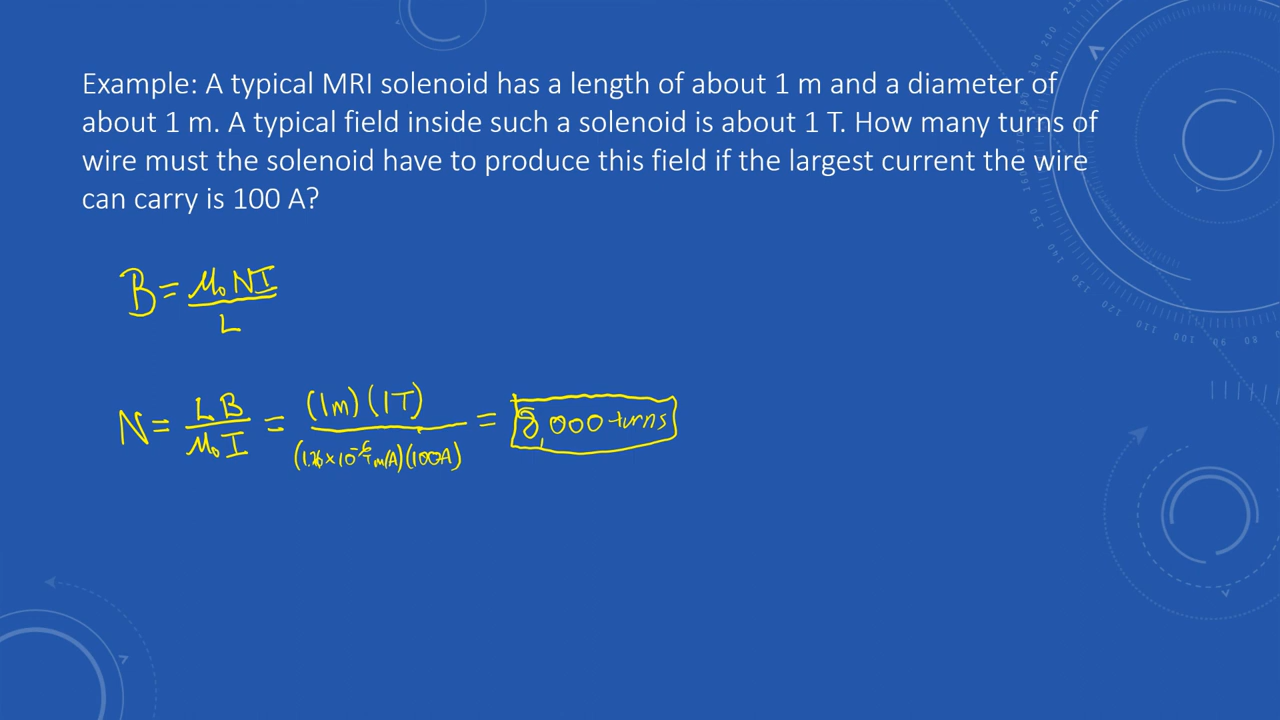 Example: A typical MRI solenoid has a length of about 1 m and a diameter of
about 1 m. A typical field inside such a solenoid is about 1 T. How many turns of
wire must the solenoid have to produce this field if the largest current the wire
can carry is 100 A?
B = μ₀NI / L
N = LB / μ₀I = (1m)(1T) / (1.26×10⁻⁶Tm/A)(100A) = 8,000 turns